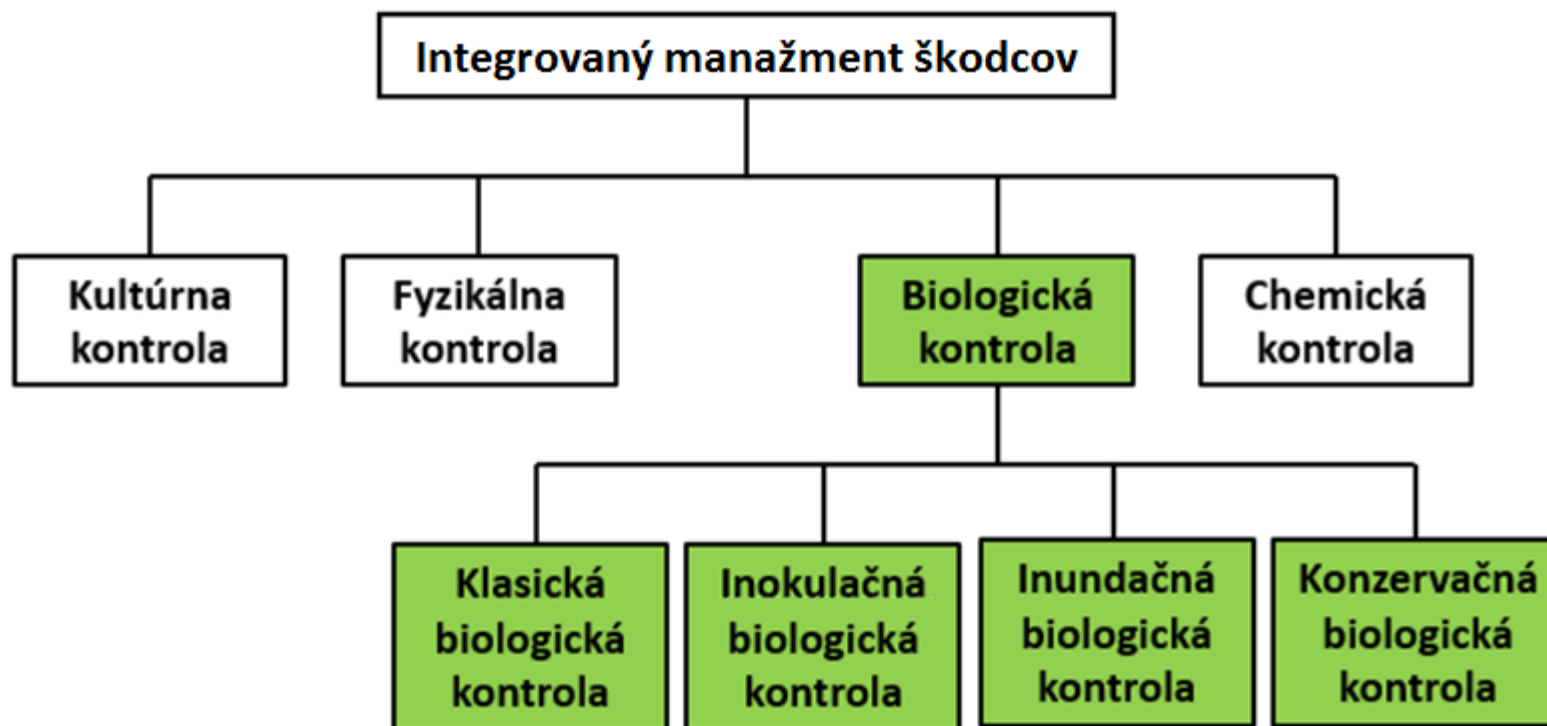 Integrovaný manažment škodcov
Kultúrna
kontrola
Fyzikálna
kontrola
Biologická
kontrola
Chemická
kontrola
Klasická
biologická
kontrola
Inokulačná
biologická
kontrola
Inundačná
biologická
kontrola
Konzervačná
biologická
kontrola